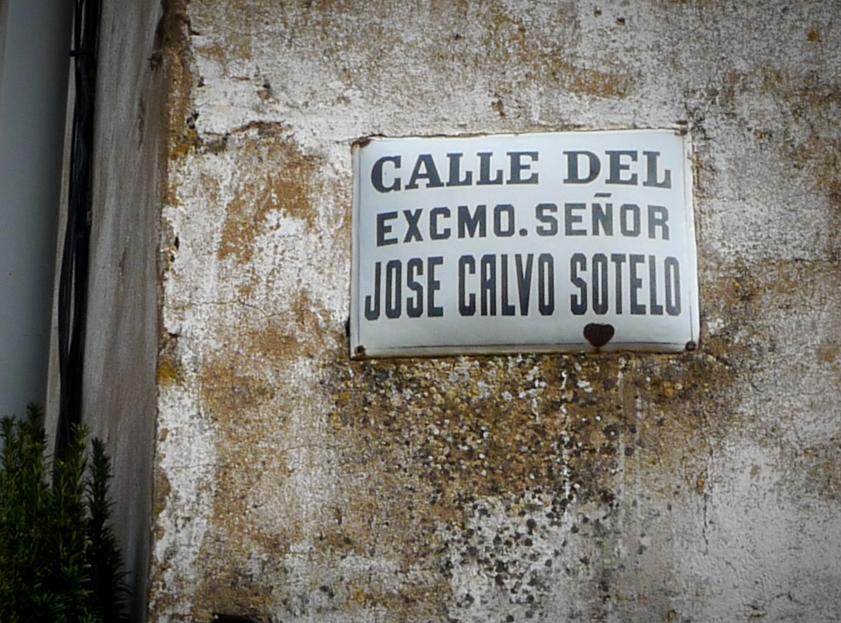 CALLE DEL
EXCMO. SEÑOR
JOSE CALVO SOTELO